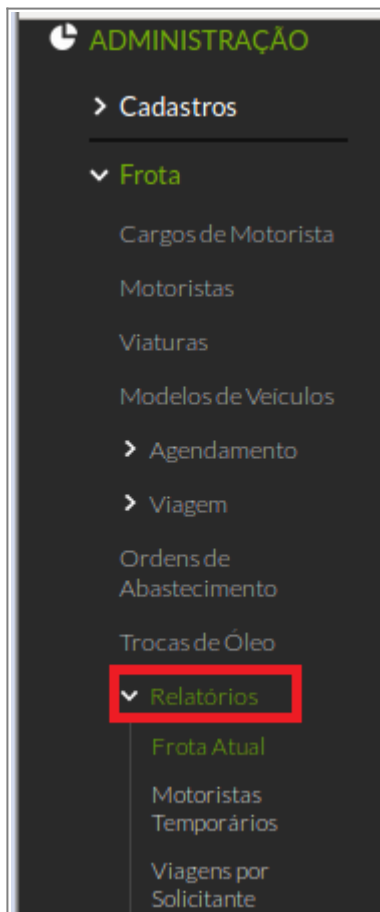 ADMINISTRAÇÃO
Cadastros
Frota
Cargos de Motorista
Motoristas
Viaturas
Modelos de Veículos
Agendamento
Viagem
Ordens de
Abastecimento
Trocas de Óleo
Relatórios
Frota Atual
Motoristas
Temporários
Viagens por
Solicitante